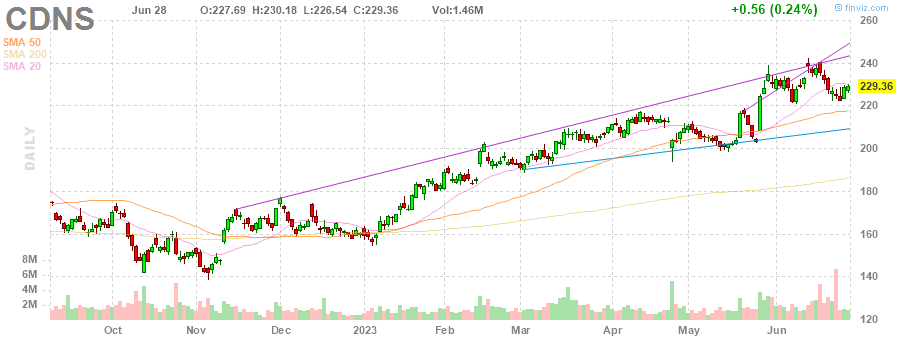 CDNS Jun 28 O:227.69 H:230.18 L:226.54 C:229.36 Vol:1.46M +0.56 (0.24%) © finviz.com
SMA 50
SMA 200
SMA 20
DAILY
260
240
229.36
220
200
180
160
140
120
8M
6M
4M
2M
Oct Nov Dec 2023 Feb Mar Apr May Jun